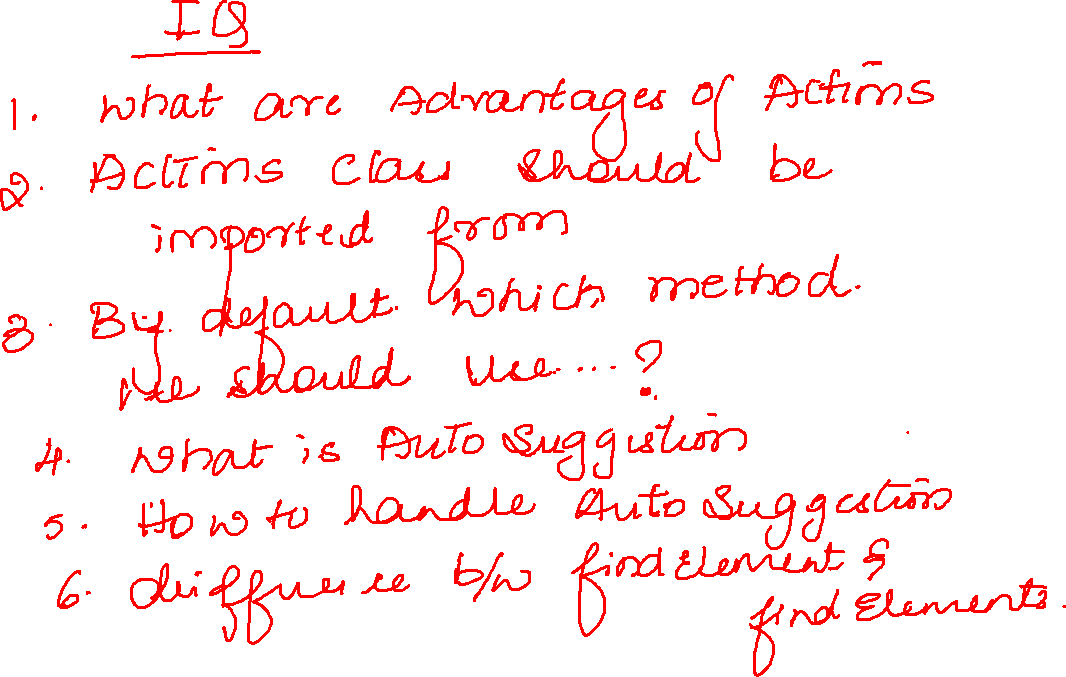 IQ
1. What are Advantages of Actions
2. Actions class should be
imported from
3. By default which method.
we should use...?
4. What is Auto Suggestion
5. How to handle Auto Suggestion
6. difference b/w findElement &
findElements.